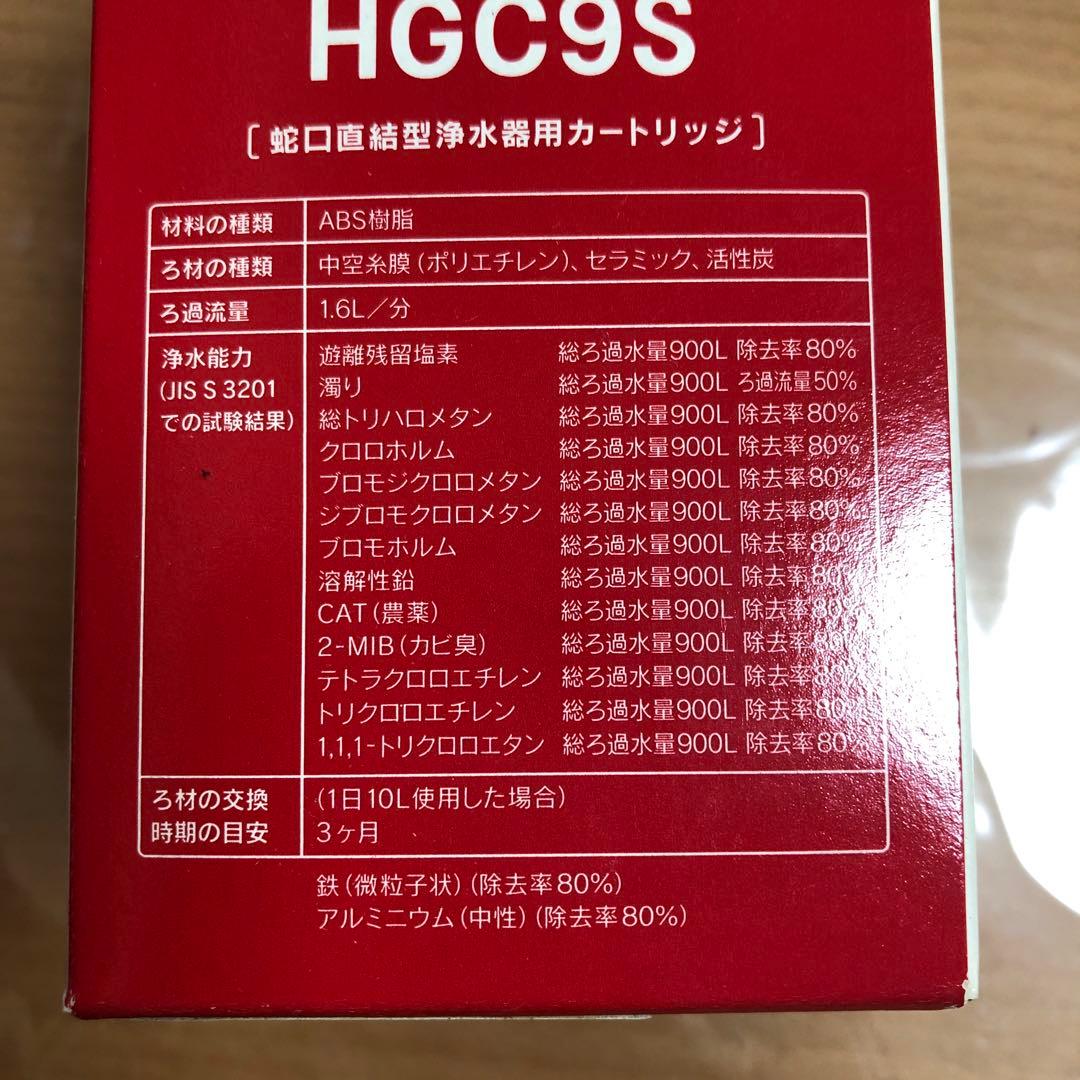 HGC9S
[蛇口直結型浄水器用カートリッジ]
材料の種類 ABS樹脂
ろ材の種類 中空糸膜(ポリエチレン)、セラミック、活性炭
ろ過流量 1.6L/分
浄水能力 遊離残留塩素 総ろ過水量900L 除去率80%
(JIS S 3201 濁り 総ろ過水量900L ろ過流量50%
での試験結果) 総トリハロメタン 総ろ過水量900L 除去率80%
クロロホルム 総ろ過水量900L 除去率80%
ブロモジクロロメタン 総ろ過水量900L 除去率80%
ジブロモクロロメタン 総ろ過水量900L 除去率80%
ブロモホルム 総ろ過水量900L 除去率80%
溶解性鉛 総ろ過水量900L 除去率80%
CAT(農薬) 総ろ過水量900L 除去率80%
2-MIB(カビ臭) 総ろ過水量900L 除去率80%
テトラクロロエチレン 総ろ過水量900L 除去率80%
トリクロロエチレン 総ろ過水量900L 除去率80%
1,1,1-トリクロロエタン 総ろ過水量900L 除去率80%
ろ材の交換 (1日10L使用した場合)
時期の目安 3ヶ月
鉄(微粒子状)(除去率80%)
アルミニウム(中性)(除去率80%)